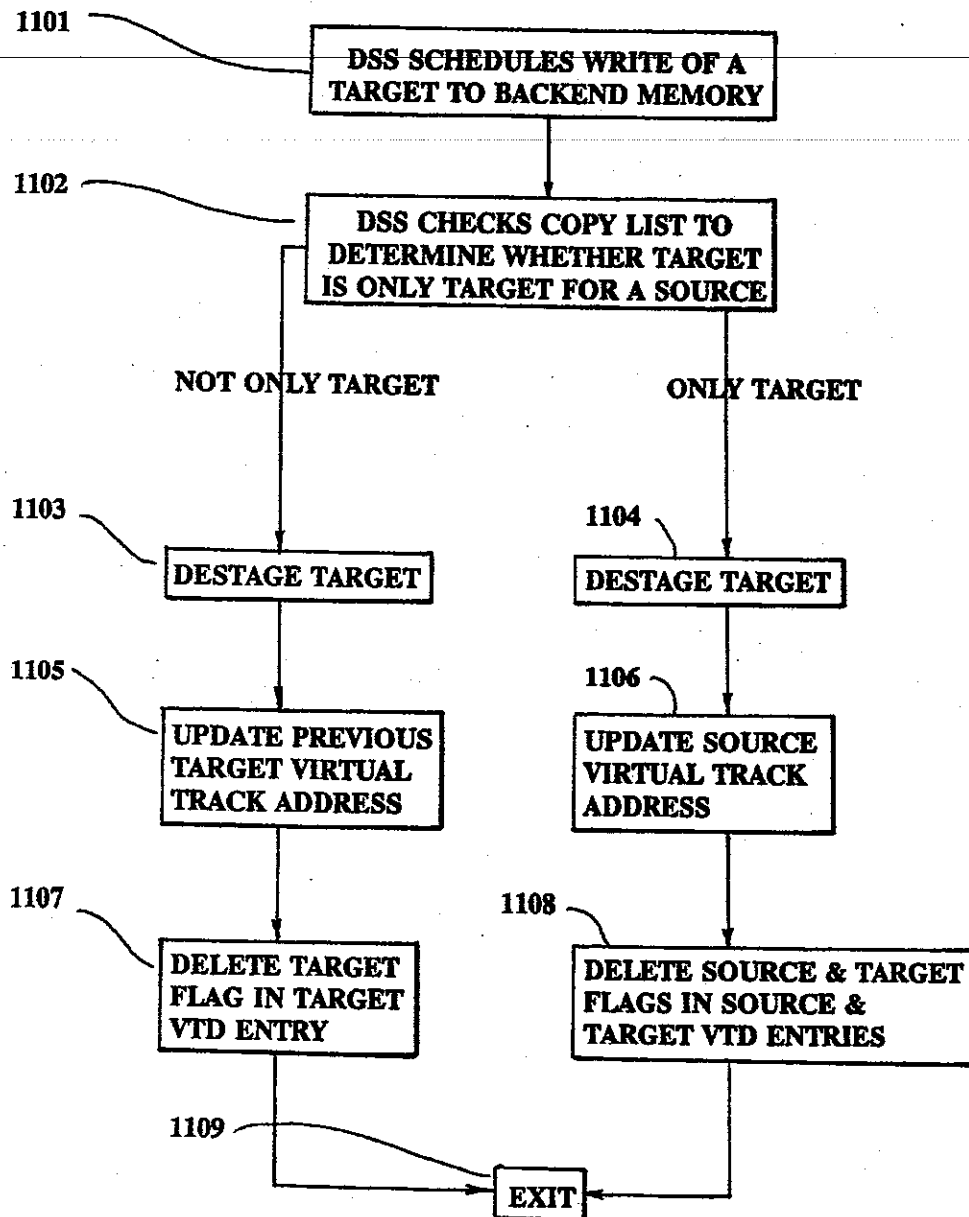 1101
DSS SCHEDULES WRITE OF A
TARGET TO BACKEND MEMORY
1102
DSS CHECKS COPY LIST TO
DETERMINE WHETHER TARGET
IS ONLY TARGET FOR A SOURCE
NOT ONLY TARGET
ONLY TARGET
1103
DESTAGE TARGET
1104
DESTAGE TARGET
1105
UPDATE PREVIOUS
TARGET VIRTUAL
TRACK ADDRESS
1106
UPDATE SOURCE
VIRTUAL TRACK
ADDRESS
1107
DELETE TARGET
FLAG IN TARGET
VTD ENTRY
1108
DELETE SOURCE & TARGET
FLAGS IN SOURCE &
TARGET VTD ENTRIES
1109
EXIT